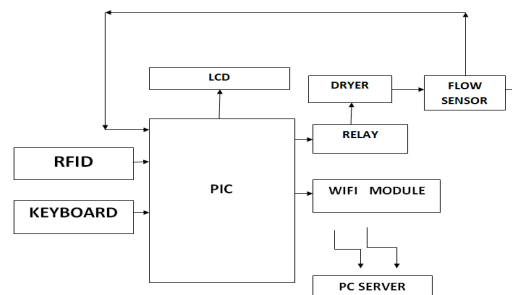 LCD
DRYER
FLOW
SENSOR
RELAY
RFID
PIC
KEYBOARD
WIFI MODULE
PC SERVER